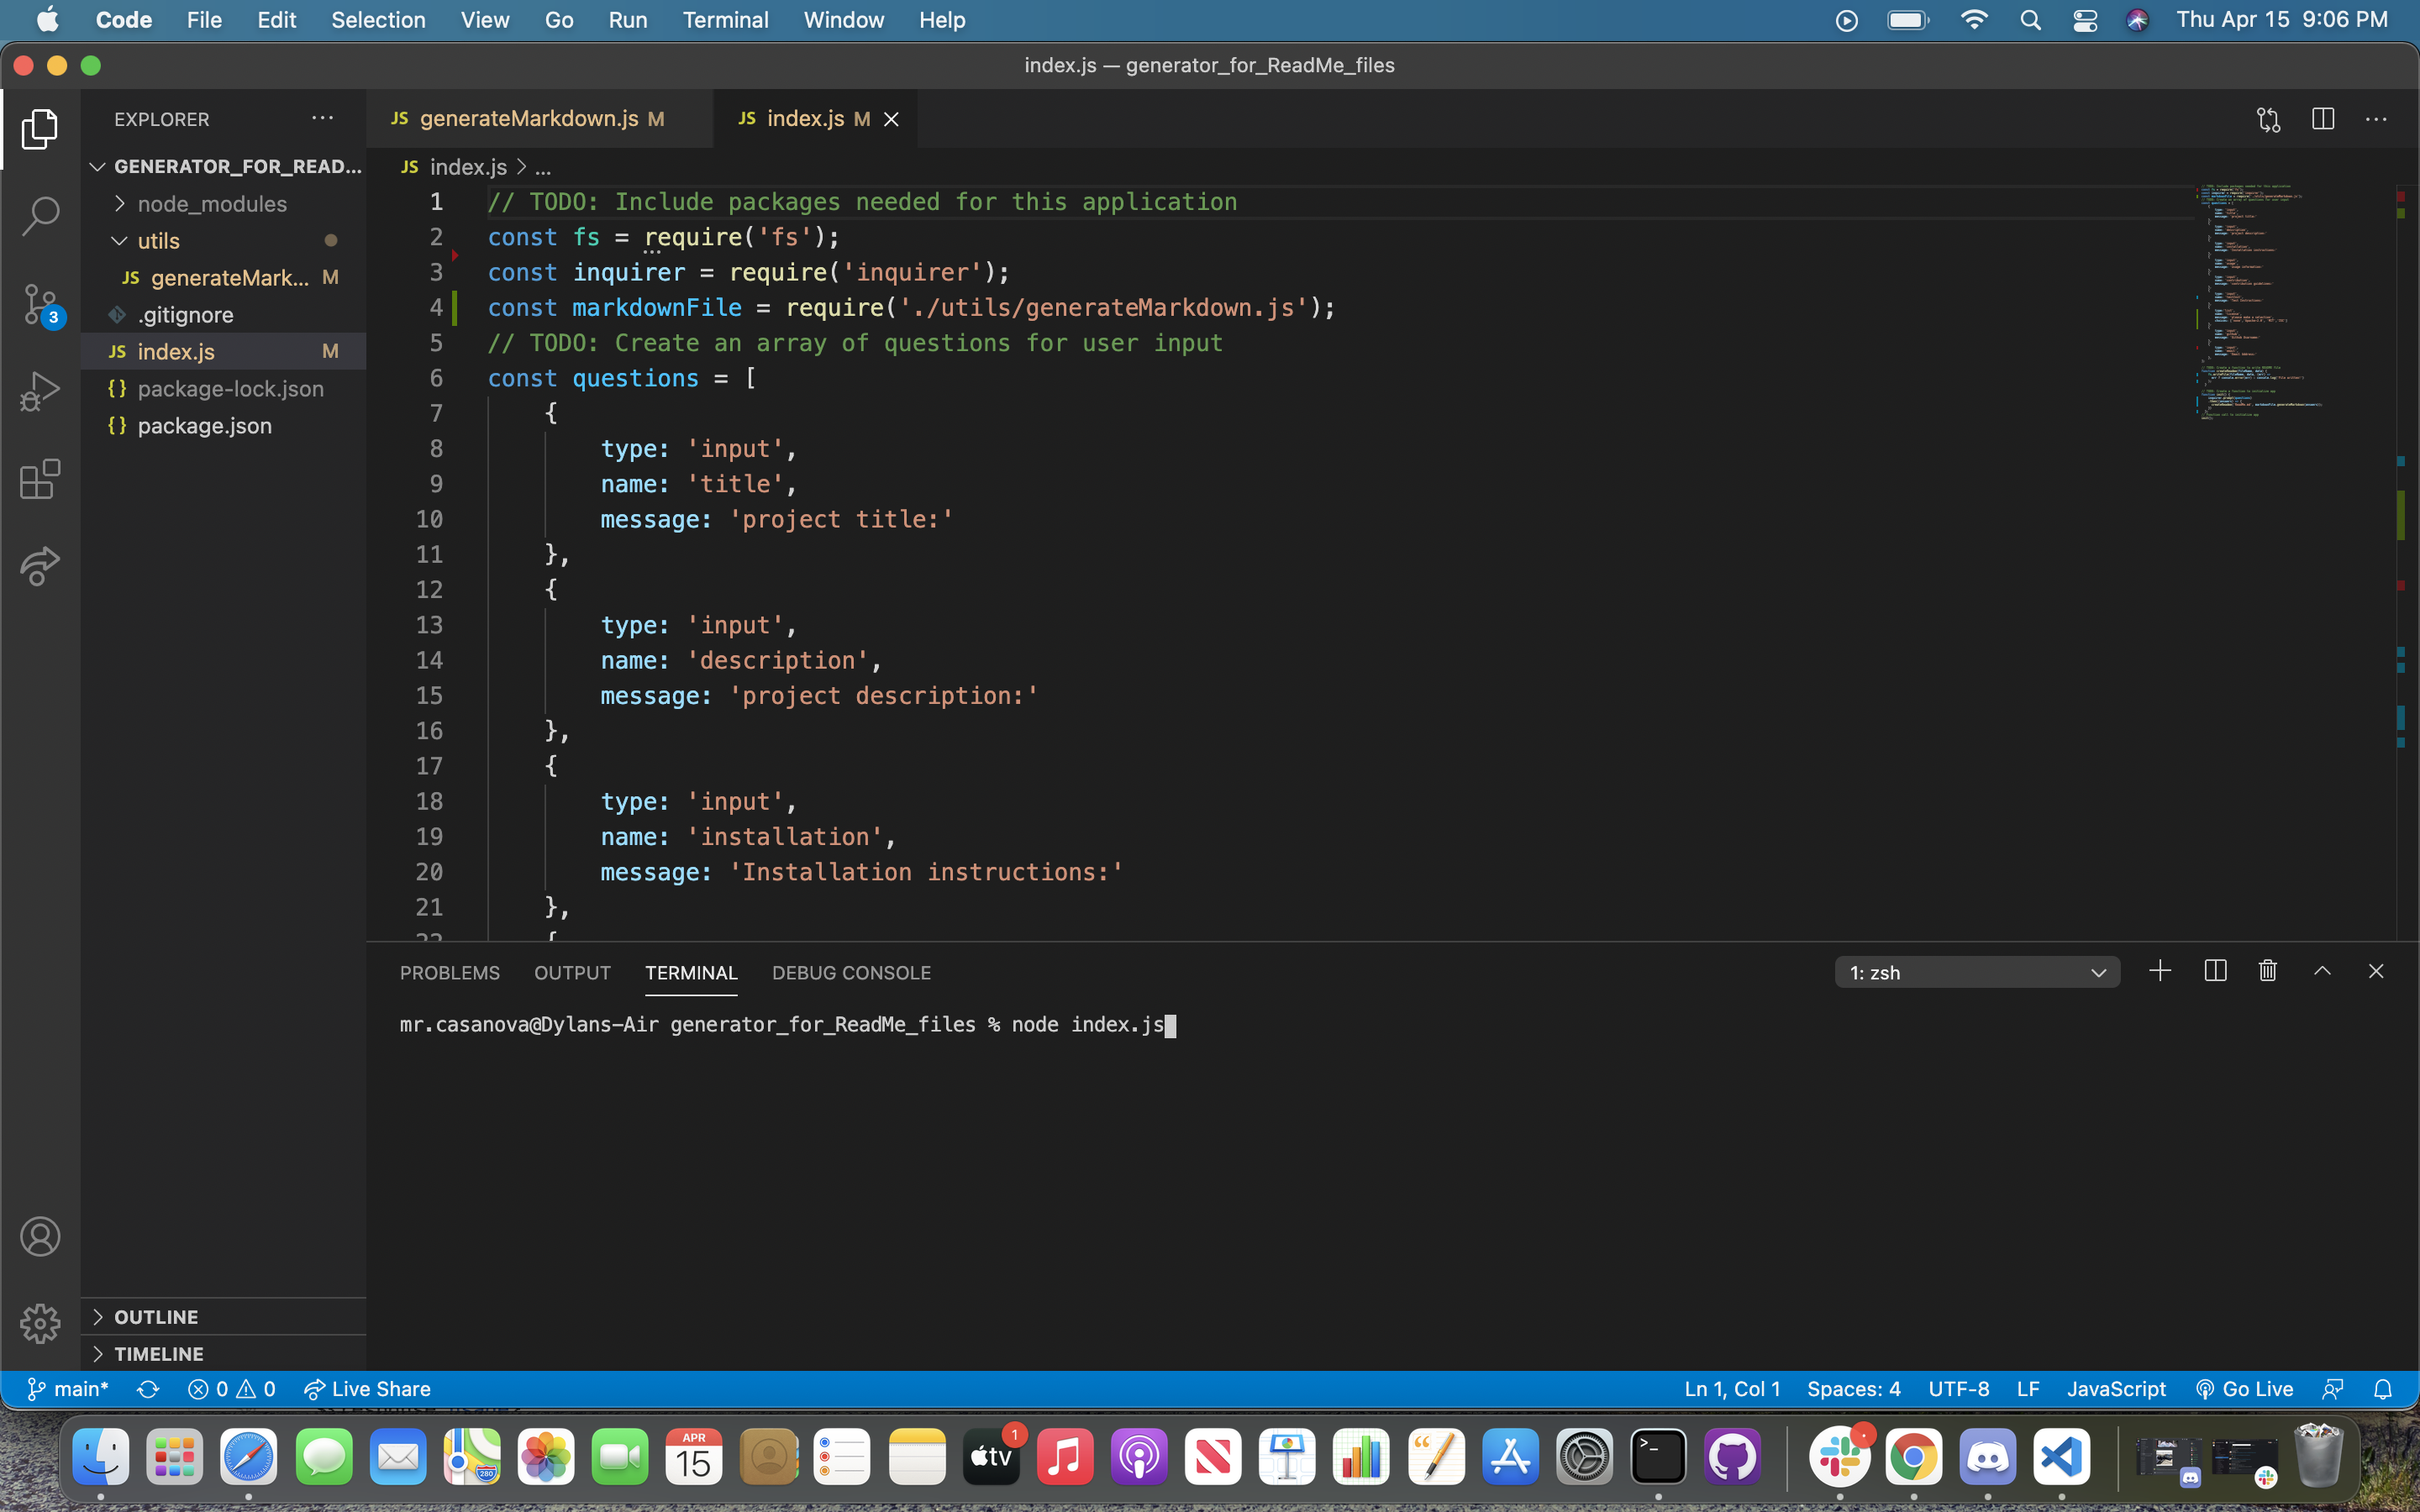 Code File Edit Selection View Go Run Terminal Window Help Thu Apr 15 9:06 PM
index.js — generator_for_ReadMe_files
EXPLORER
GENERATOR_FOR_READ...
node_modules
utils
JS generateMark... M
.gitignore
JS index.js M
{} package-lock.json
{} package.json
3
OUTLINE
TIMELINE
JS generateMarkdown.js M JS index.js M
JS index.js > ...
1 // TODO: Include packages needed for this application
2 const fs = require('fs');
3 const inquirer = require('inquirer');
4 const markdownFile = require('./utils/generateMarkdown.js');
5 // TODO: Create an array of questions for user input
6 const questions = [
7 {
8 type: 'input',
9 name: 'title',
10 message: 'project title:'
11 },
12 {
13 type: 'input',
14 name: 'description',
15 message: 'project description:'
16 },
17 {
18 type: 'input',
19 name: 'installation',
20 message: 'Installation instructions:'
21 },
22 {
PROBLEMS OUTPUT TERMINAL DEBUG CONSOLE 1: zsh
mr.casanova@Dylans-Air generator_for_ReadMe_files % node index.js
main* 0 0 Live Share Ln 1, Col 1 Spaces: 4 UTF-8 LF JavaScript Go Live
280
APR
15
tv
1
>_